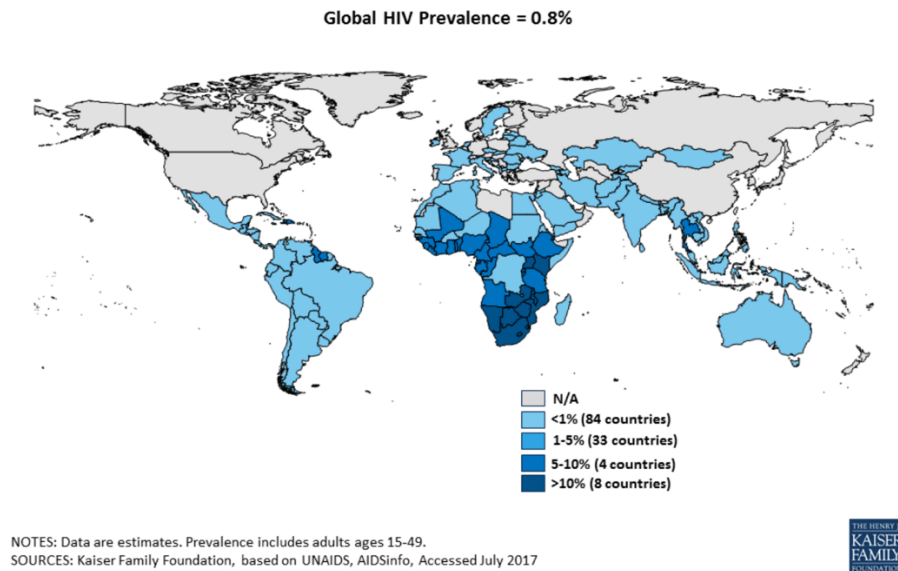 Global HIV Prevalence = 0.8%
N/A
<1% (84 countries)
1-5% (33 countries)
5-10% (4 countries)
>10% (8 countries)
NOTES: Data are estimates. Prevalence includes adults ages 15-49.
SOURCES: Kaiser Family Foundation, based on UNAIDS, AIDSinfo, Accessed July 2017
THE HENRY J
KAISER
FAMILY
FOUNDATION